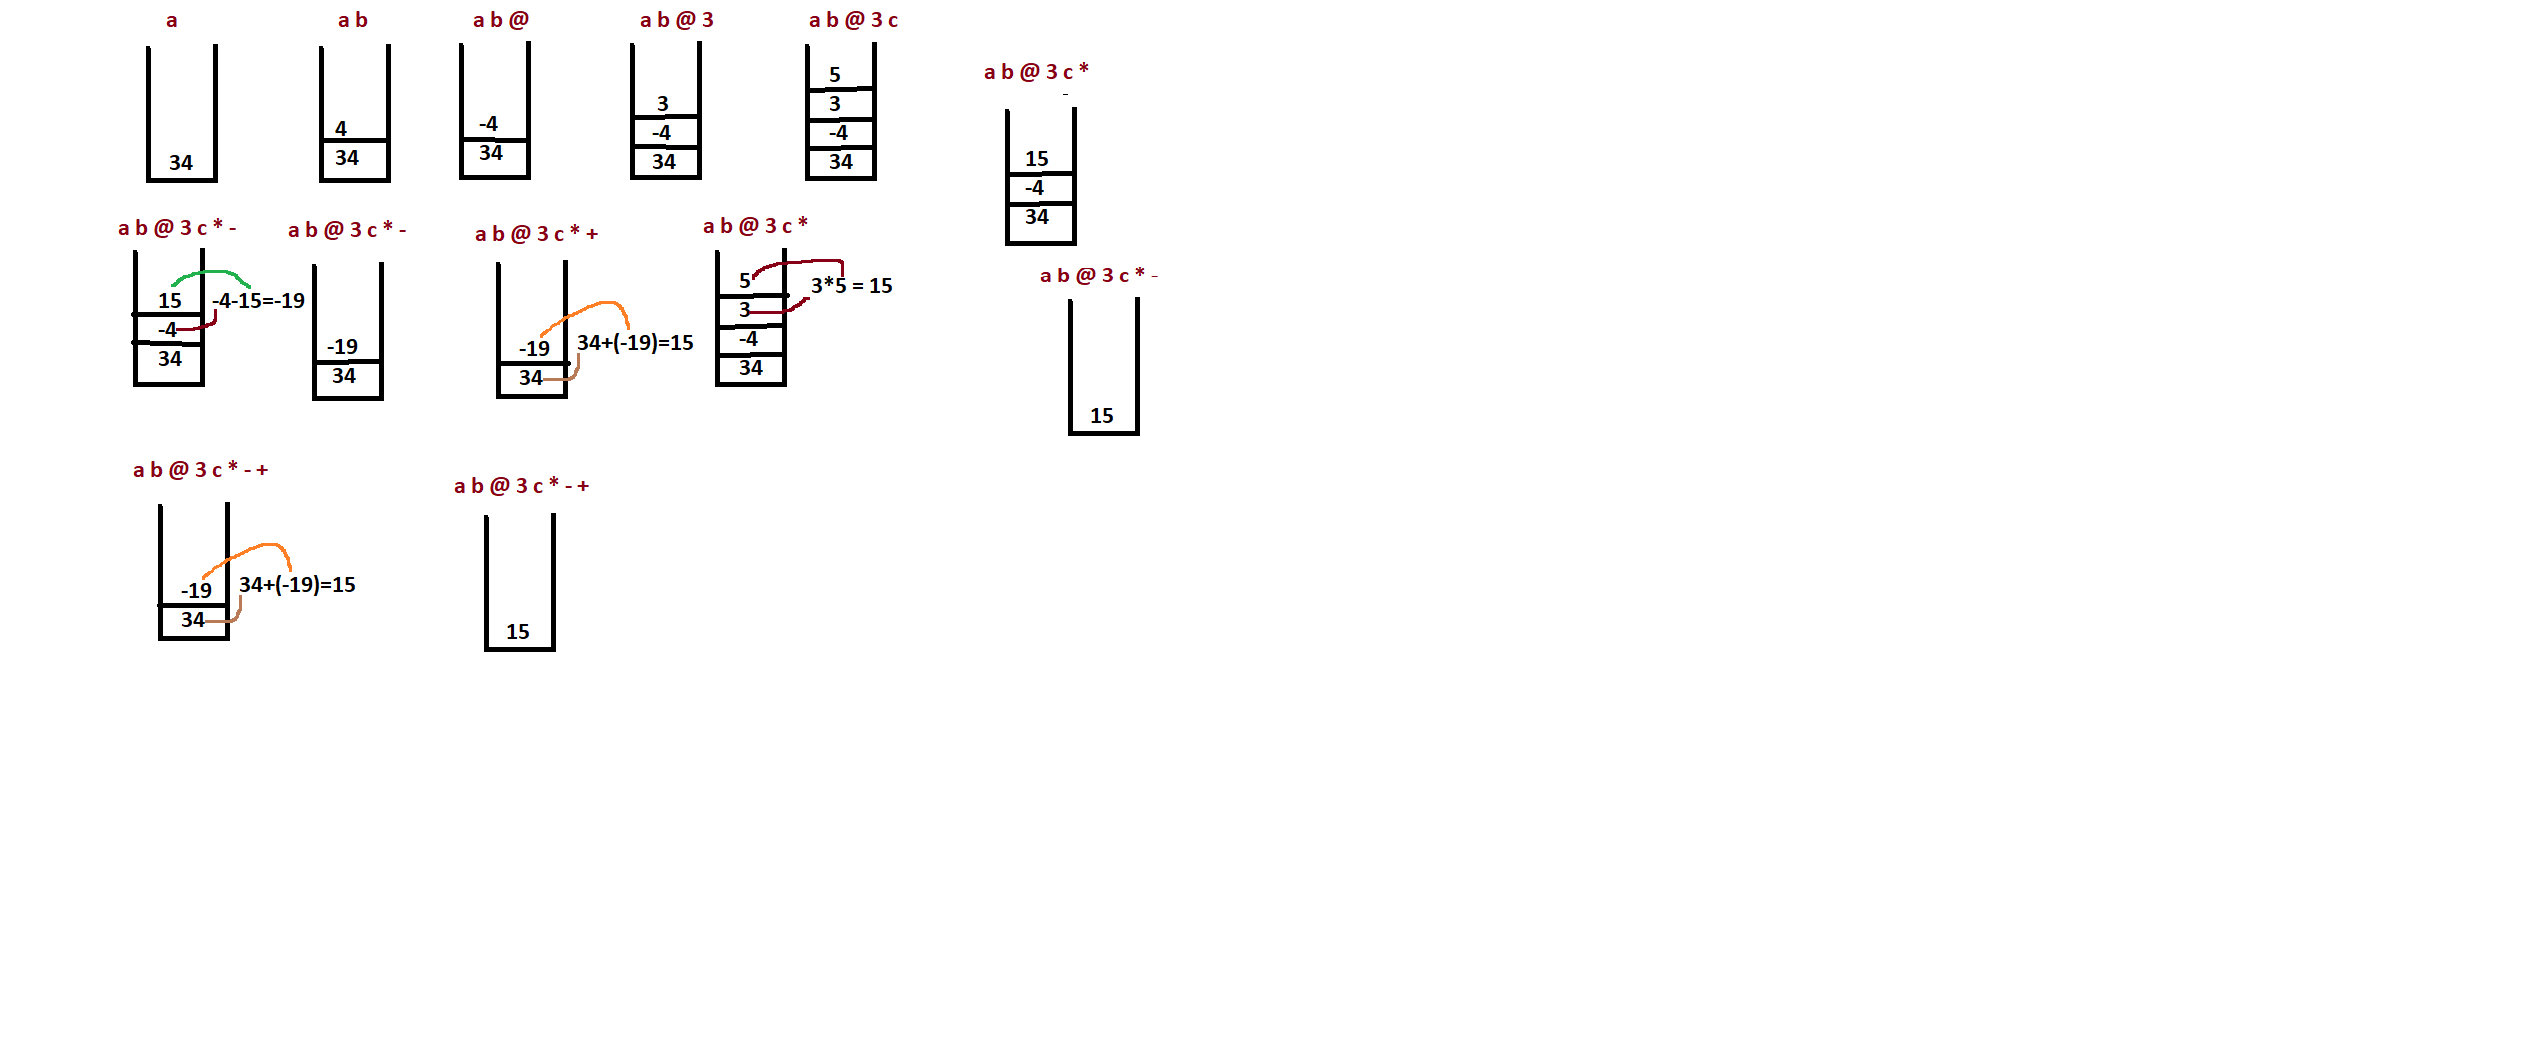 a
34
a b
4
34
a b @
-4
34
a b @ 3
3
-4
34
a b @ 3 c
5
3
-4
34
a b @ 3 c *
-
15
-4
34
a b @ 3 c * -
15
-4-15=-19
-4
34
a b @ 3 c * -
-19
34
a b @ 3 c * +
-19
34+(-19)=15
34
a b @ 3 c *
5
3*5 = 15
3
-4
34
a b @ 3 c * -
15
a b @ 3 c * - +
-19
34+(-19)=15
34
a b @ 3 c * - +
15